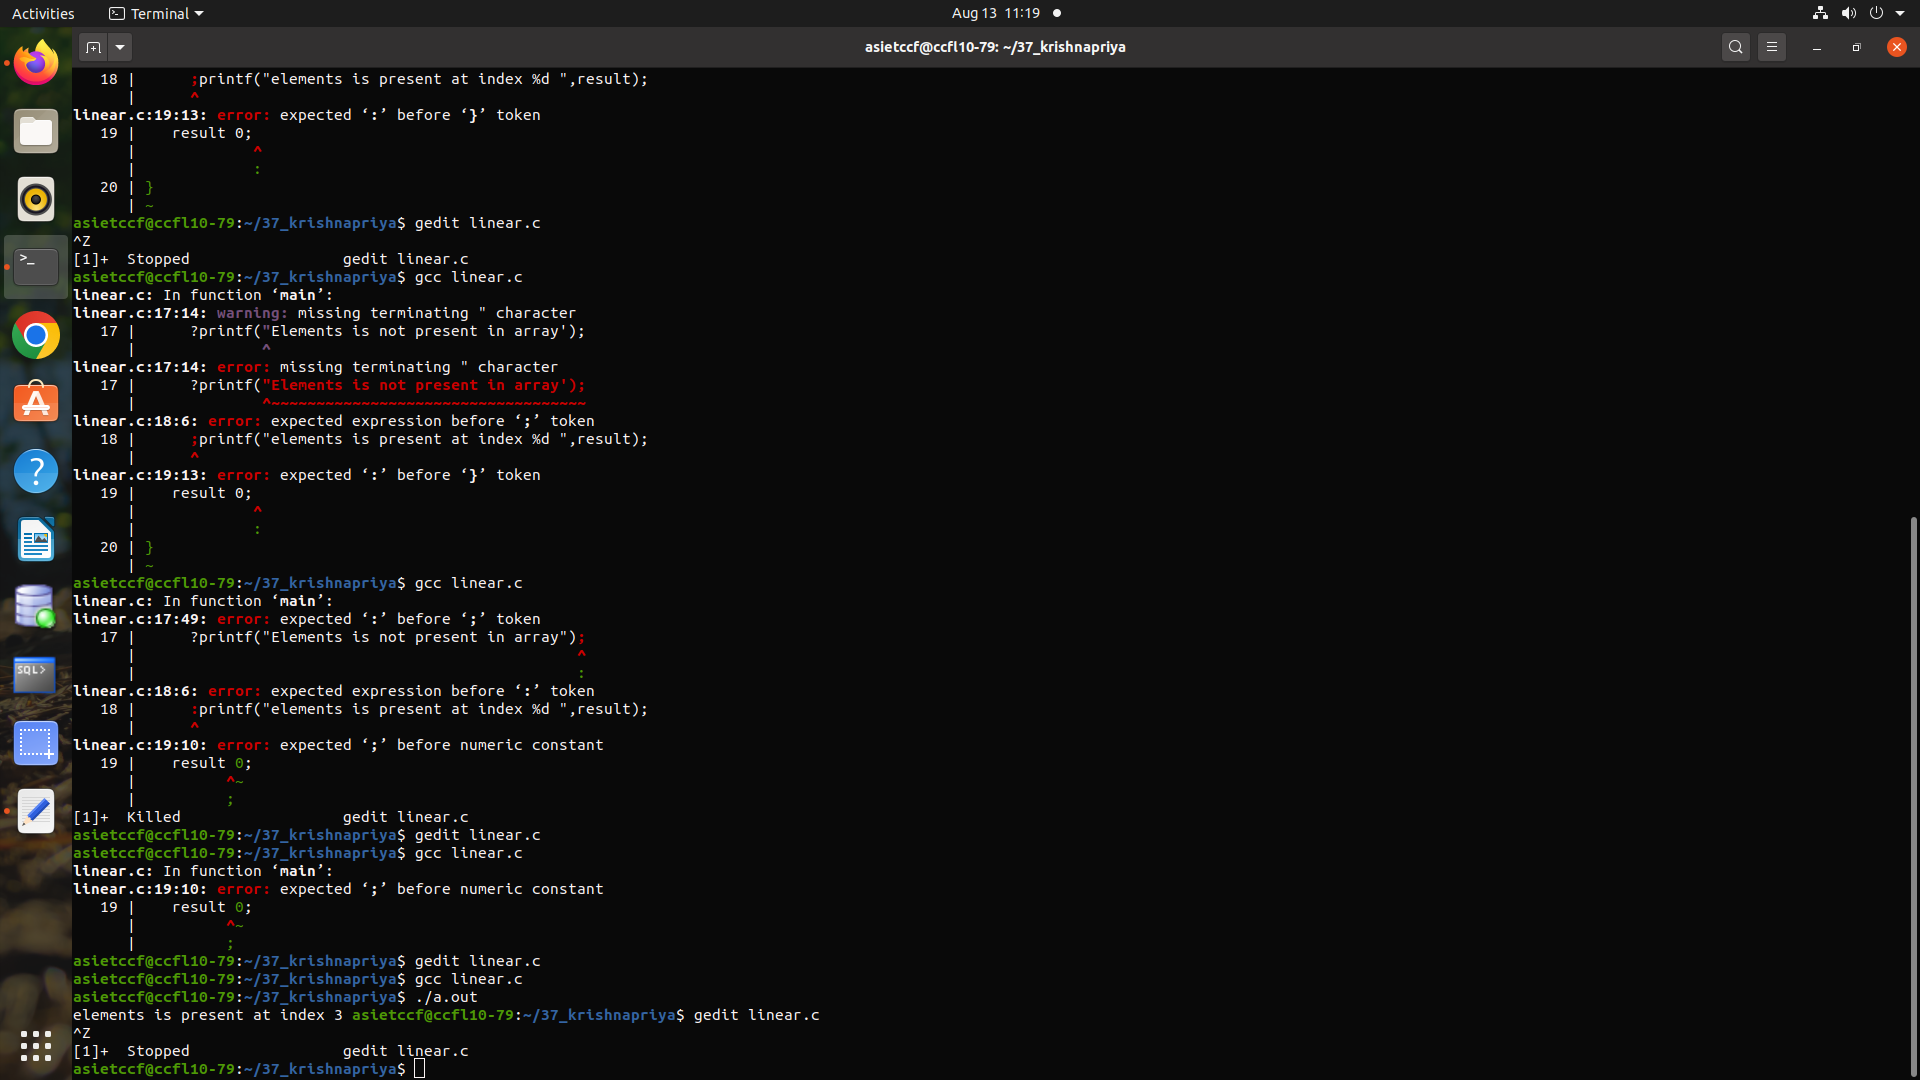 Activities
Terminal
Aug 13 11:19
asietccf@ccfl10-79: ~/37_krishnapriya
18 | ;printf("elements is present at index %d ",result);
| ^
linear.c:19:13: error: expected ‘:’ before ‘}’ token
19 | result 0;
| ^
| :
20 | }
| ~
asietccf@ccfl10-79:~/37_krishnapriya$ gedit linear.c
^Z
[1]+ Stopped gedit linear.c
asietccf@ccfl10-79:~/37_krishnapriya$ gcc linear.c
linear.c: In function ‘main’:
linear.c:17:14: warning: missing terminating " character
17 | ?printf("Elements is not present in array');
| ^
linear.c:17:14: error: missing terminating " character
17 | ?printf("Elements is not present in array');
| ^~~~~~~~~~~~~~~~~~~~~~~~~~~~~~~~~~~~
linear.c:18:6: error: expected expression before ‘;’ token
18 | ;printf("elements is present at index %d ",result);
| ^
linear.c:19:13: error: expected ‘:’ before ‘}’ token
19 | result 0;
| ^
| :
20 | }
| ~
asietccf@ccfl10-79:~/37_krishnapriya$ gcc linear.c
linear.c: In function ‘main’:
linear.c:17:49: error: expected ‘:’ before ‘;’ token
17 | ?printf("Elements is not present in array");
| ^
| :
linear.c:18:6: error: expected expression before ‘:’ token
18 | :printf("elements is present at index %d ",result);
| ^
linear.c:19:10: error: expected ‘;’ before numeric constant
19 | result 0;
| ^~
| ;
[1]+ Killed gedit linear.c
asietccf@ccfl10-79:~/37_krishnapriya$ gedit linear.c
asietccf@ccfl10-79:~/37_krishnapriya$ gcc linear.c
linear.c: In function ‘main’:
linear.c:19:10: error: expected ‘;’ before numeric constant
19 | result 0;
| ^~
| ;
asietccf@ccfl10-79:~/37_krishnapriya$ gedit linear.c
asietccf@ccfl10-79:~/37_krishnapriya$ gcc linear.c
asietccf@ccfl10-79:~/37_krishnapriya$ ./a.out
elements is present at index 3 asietccf@ccfl10-79:~/37_krishnapriya$ gedit linear.c
^Z
[1]+ Stopped gedit linear.c
asietccf@ccfl10-79:~/37_krishnapriya$
SQL>